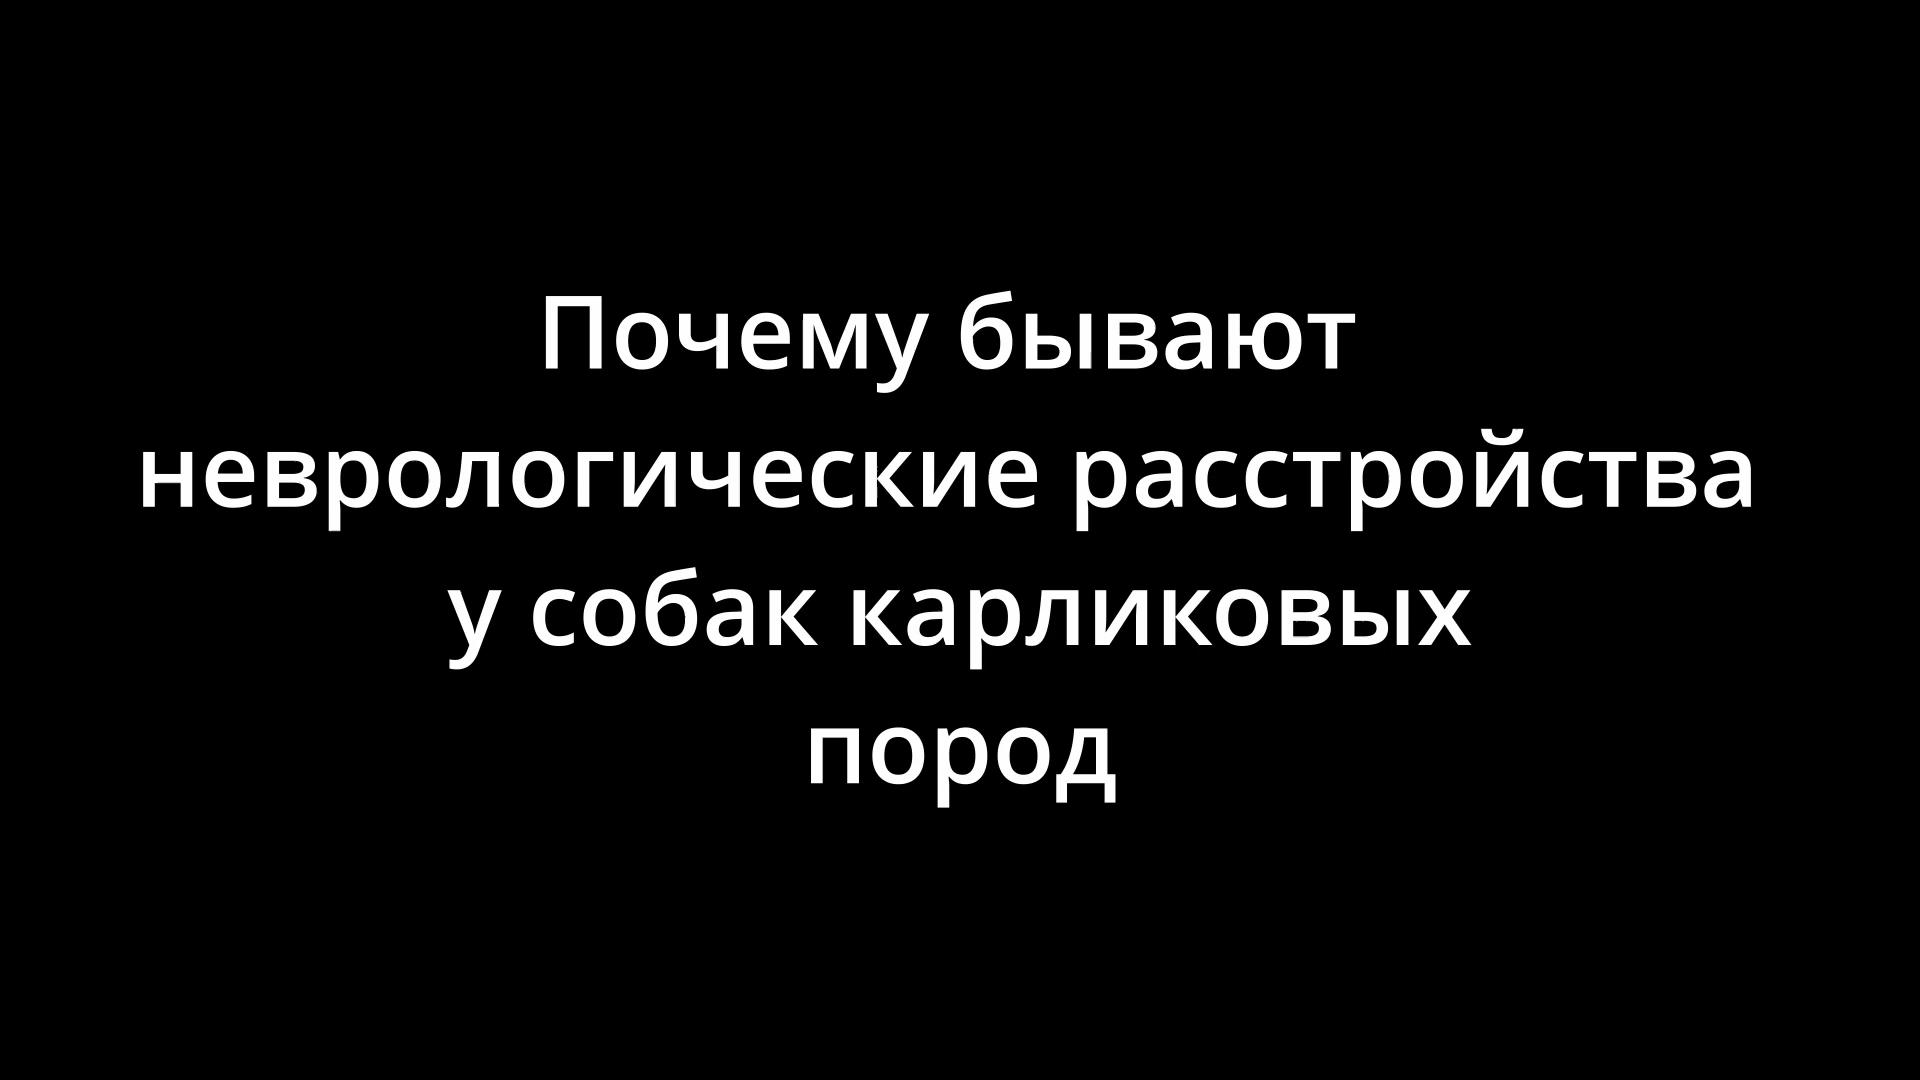 Почему бывают
неврологические расстройства
у собак карликовых
пород